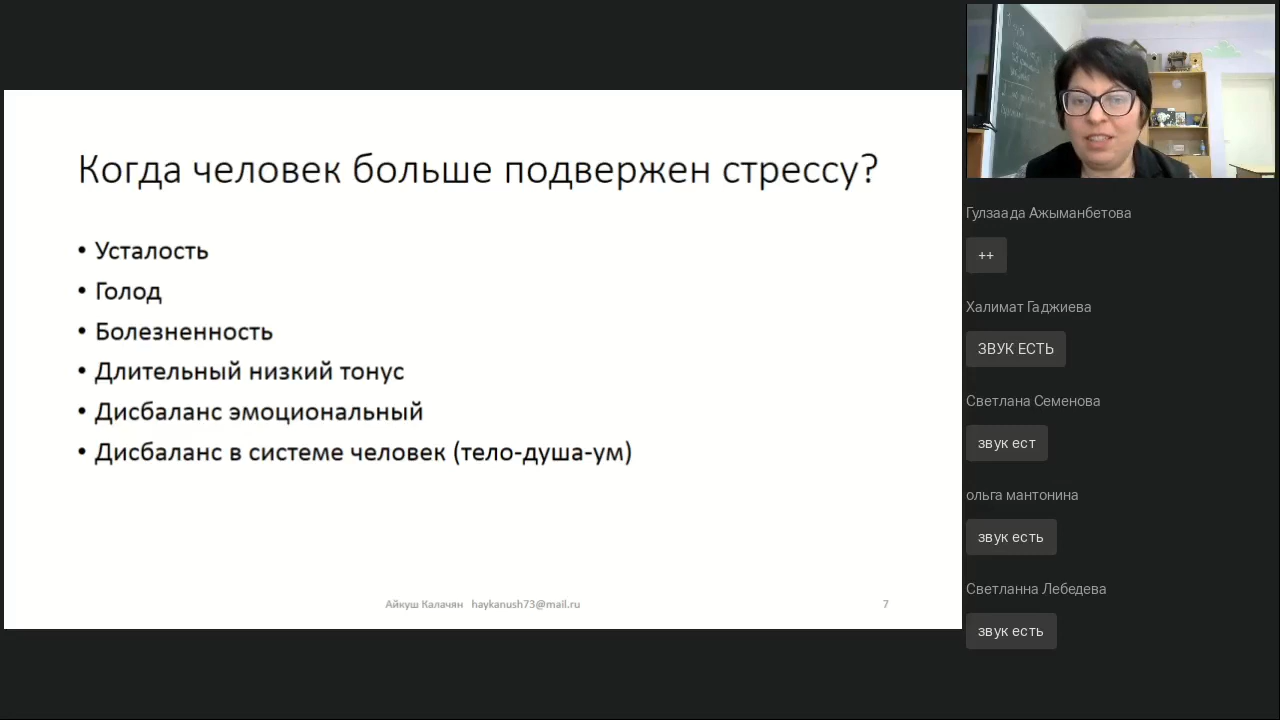 Когда человек больше подвержен стрессу?
• Усталость
• Голод
• Болезненность
• Длительный низкий тонус
• Дисбаланс эмоциональный
• Дисбаланс в системе человек (тело-душа-ум)
Айкуш Калачян haykanush73@mail.ru
7
Гулзаада Ажыманбетова
++
Халимат Гаджиева
ЗВУК ЕСТЬ
Светлана Семенова
звук ест
ольга мантонина
звук есть
Светланна Лебедева
звук есть